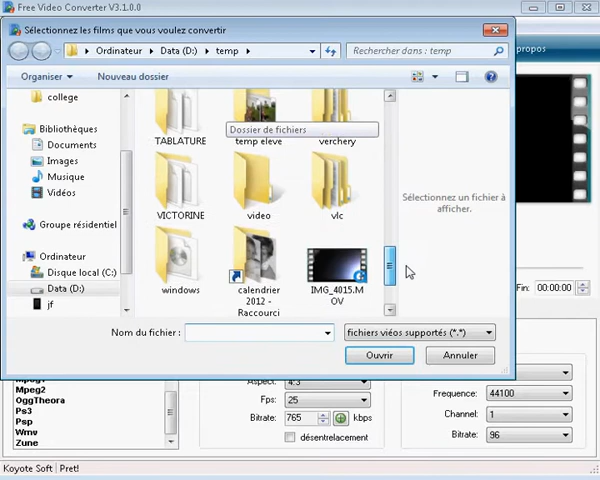 Free Video Converter V3.1.0.0
Sélectionnez les films que vous voulez convertir
Ordinateur ▸ Data (D:) ▸ temp ▸
Rechercher dans : temp
propos
Organiser
Nouveau dossier
college
Bibliothèques
Documents
Images
Musique
Vidéos
Groupe résidentiel
Ordinateur
Disque local (C:)
Data (D:)
jf
Dossier de fichiers
TABLATURE
temp eleve
verchery
VICTORINE
video
vlc
windows
calendrier
2012 -
Raccourci
IMG_4015.M
OV
Sélectionnez un fichier à
afficher.
Fin: 00:00:00
Nom du fichier :
fichiers viéos supportés (*.*)
Ouvrir
Annuler
Mpeg2
OggTheora
Ps3
Psp
Wmv
Zune
Aspect: 4:3
Fps: 25
Bitrate: 765 kbps
désentrelacement
Frequence: 44100
Channel: 1
Bitrate: 96
Koyote Soft
Pret!